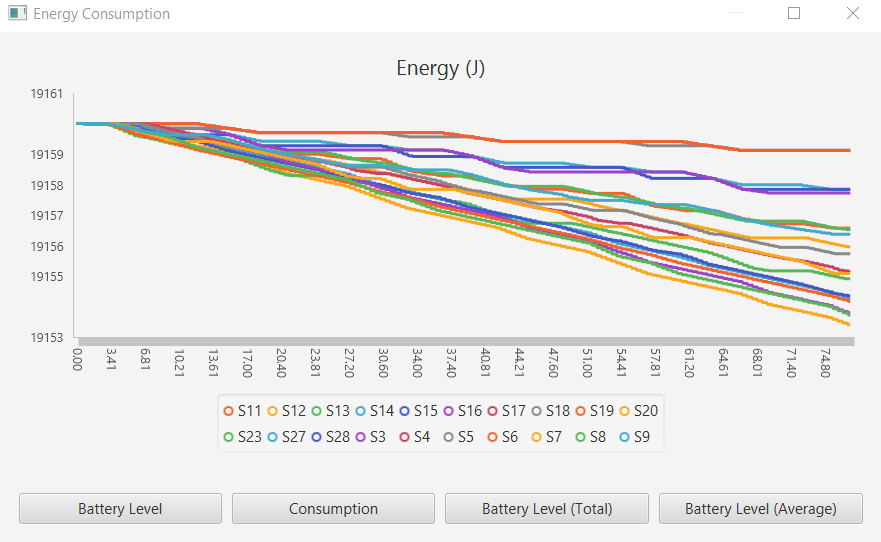 Energy Consumption
Energy (J)
19161
19159
19158
19157
19156
19155
19153
0.00 3.41 6.81 10.21 13.61 17.00 20.40 23.81 27.21 30.60 34.00 37.40 40.81 44.21 47.60 51.00 54.41 57.81 61.20 64.61 68.01 71.40 74.80
S11 S12 S13 S14 S15 S16 S17 S18 S19 S20
S23 S27 S28 S3 S4 S5 S6 S7 S8 S9
Battery Level Consumption Battery Level (Total) Battery Level (Average)